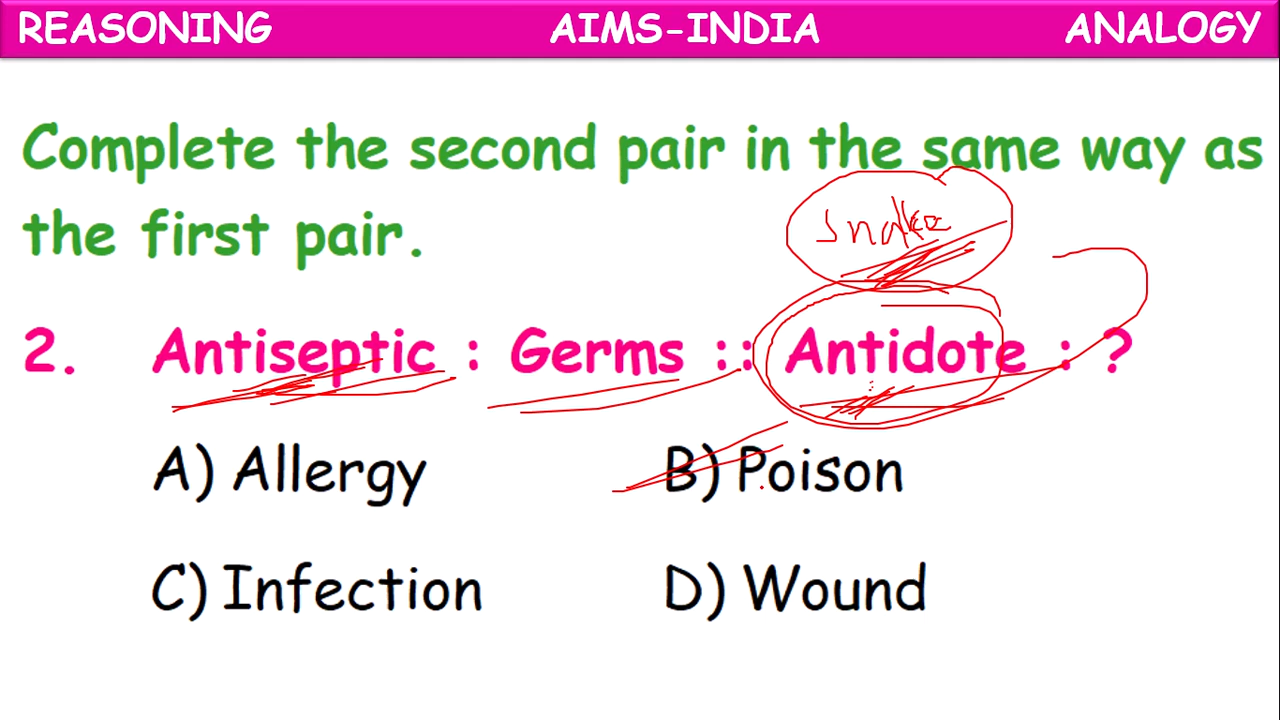 REASONING AIMS-INDIA ANALOGY
Complete the second pair in the same way as
the first pair.
Snake
2. Antiseptic : Germs :: Antidote : ?
A) Allergy B) Poison
C) Infection D) Wound